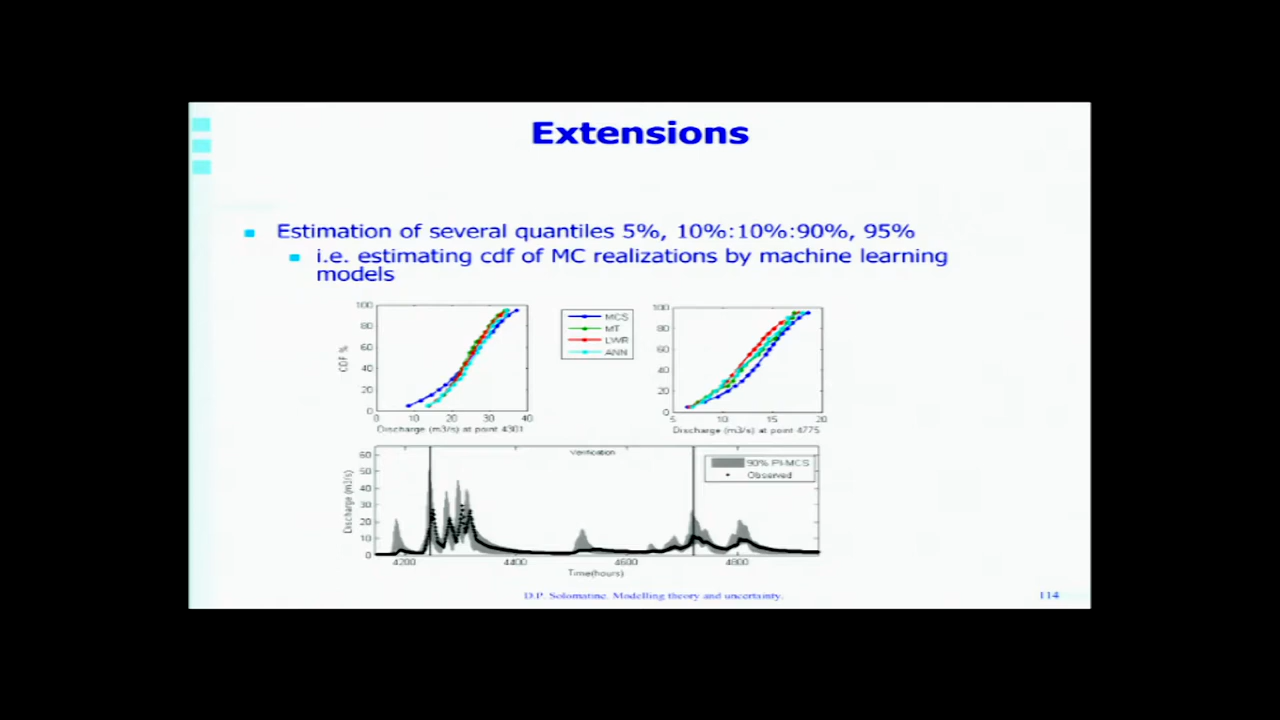 Extensions
Estimation of several quantiles 5%, 10%:10%:90%, 95%
i.e. estimating cdf of MC realizations by machine learning
models
100
80
60
40
20
0
CDF %
0 10 20 30 40
Discharge (m3/s) at point 4301
MCS
MT
LWR
ANN
100
80
60
40
20
0
5 10 15 20
Discharge (m3/s) at point 4775
Verification
60
50
40
30
20
10
0
Discharge (m3/s)
90% PI-MCS
Observed
4200 4400 4600 4800
Time(hours)
D.P. Solomatine. Modelling theory and uncertainty.
114